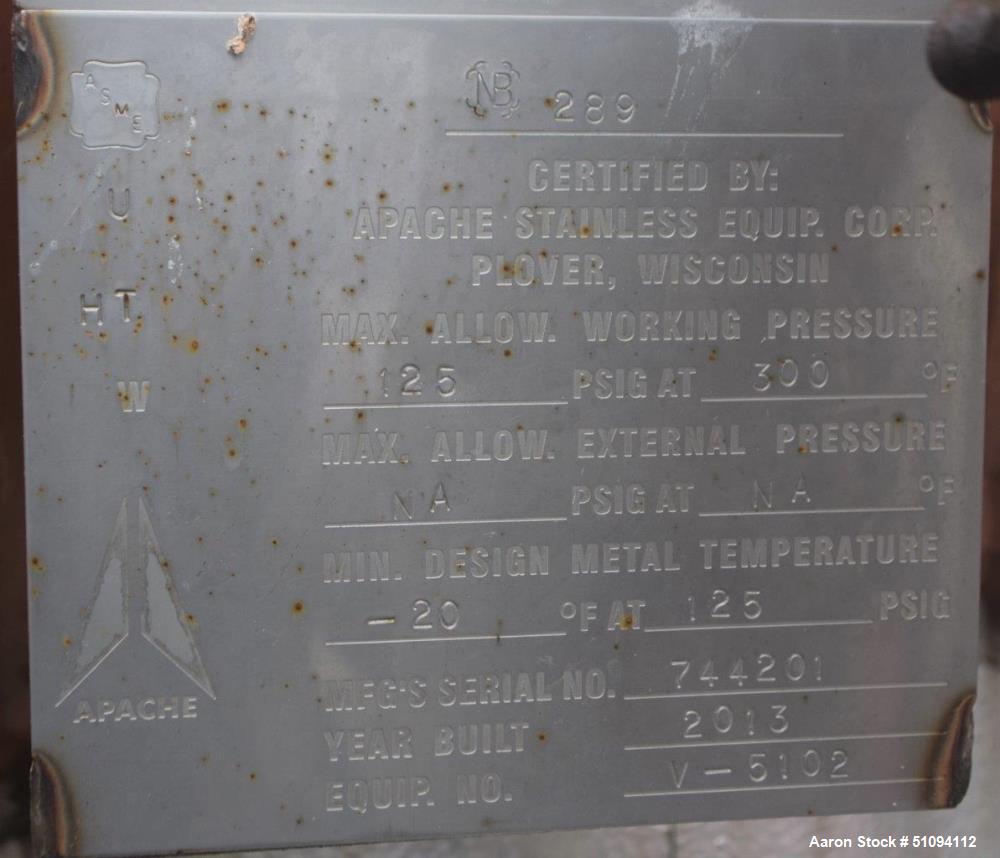 ASME
NB 289
CERTIFIED BY:
U
APACHE STAINLESS EQUIP. CORP.
PLOVER, WISCONSIN
HT
MAX. ALLOW. WORKING PRESSURE
W
125 PSIG AT 300 °F
MAX. ALLOW. EXTERNAL PRESSURE
NA PSIG AT NA °F
MIN. DESIGN METAL TEMPERATURE
-20 °F AT 125 PSIG
APACHE
MFG'S SERIAL NO. 744201
YEAR BUILT 2013
EQUIP. NO. V-5102
Aaron Stock # 51094112